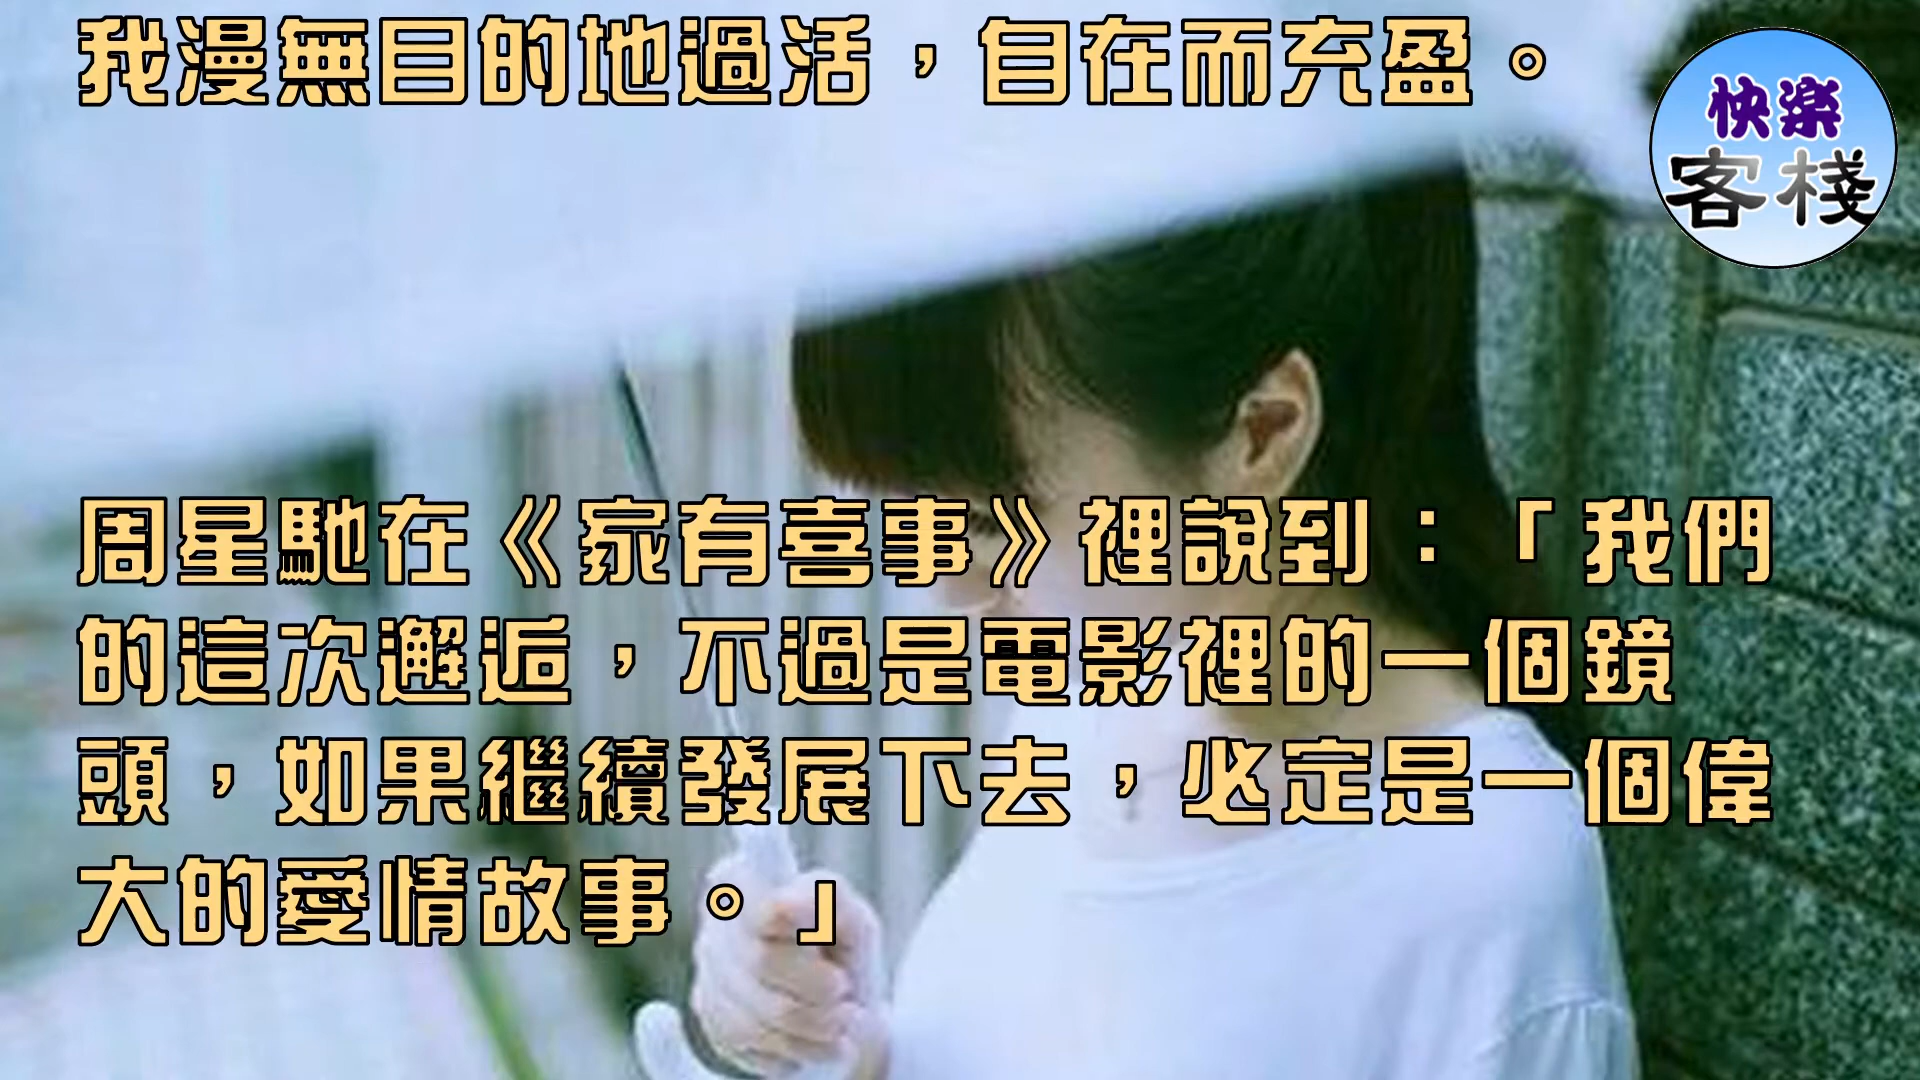 我漫無目的地過活，自在而充盈。
快樂
客棧
周星馳在《家有喜事》裡說到：「我們
的這次邂逅，不過是電影裡的一個鏡
頭，如果繼續發展下去，必定是一個偉
大的愛情故事。」